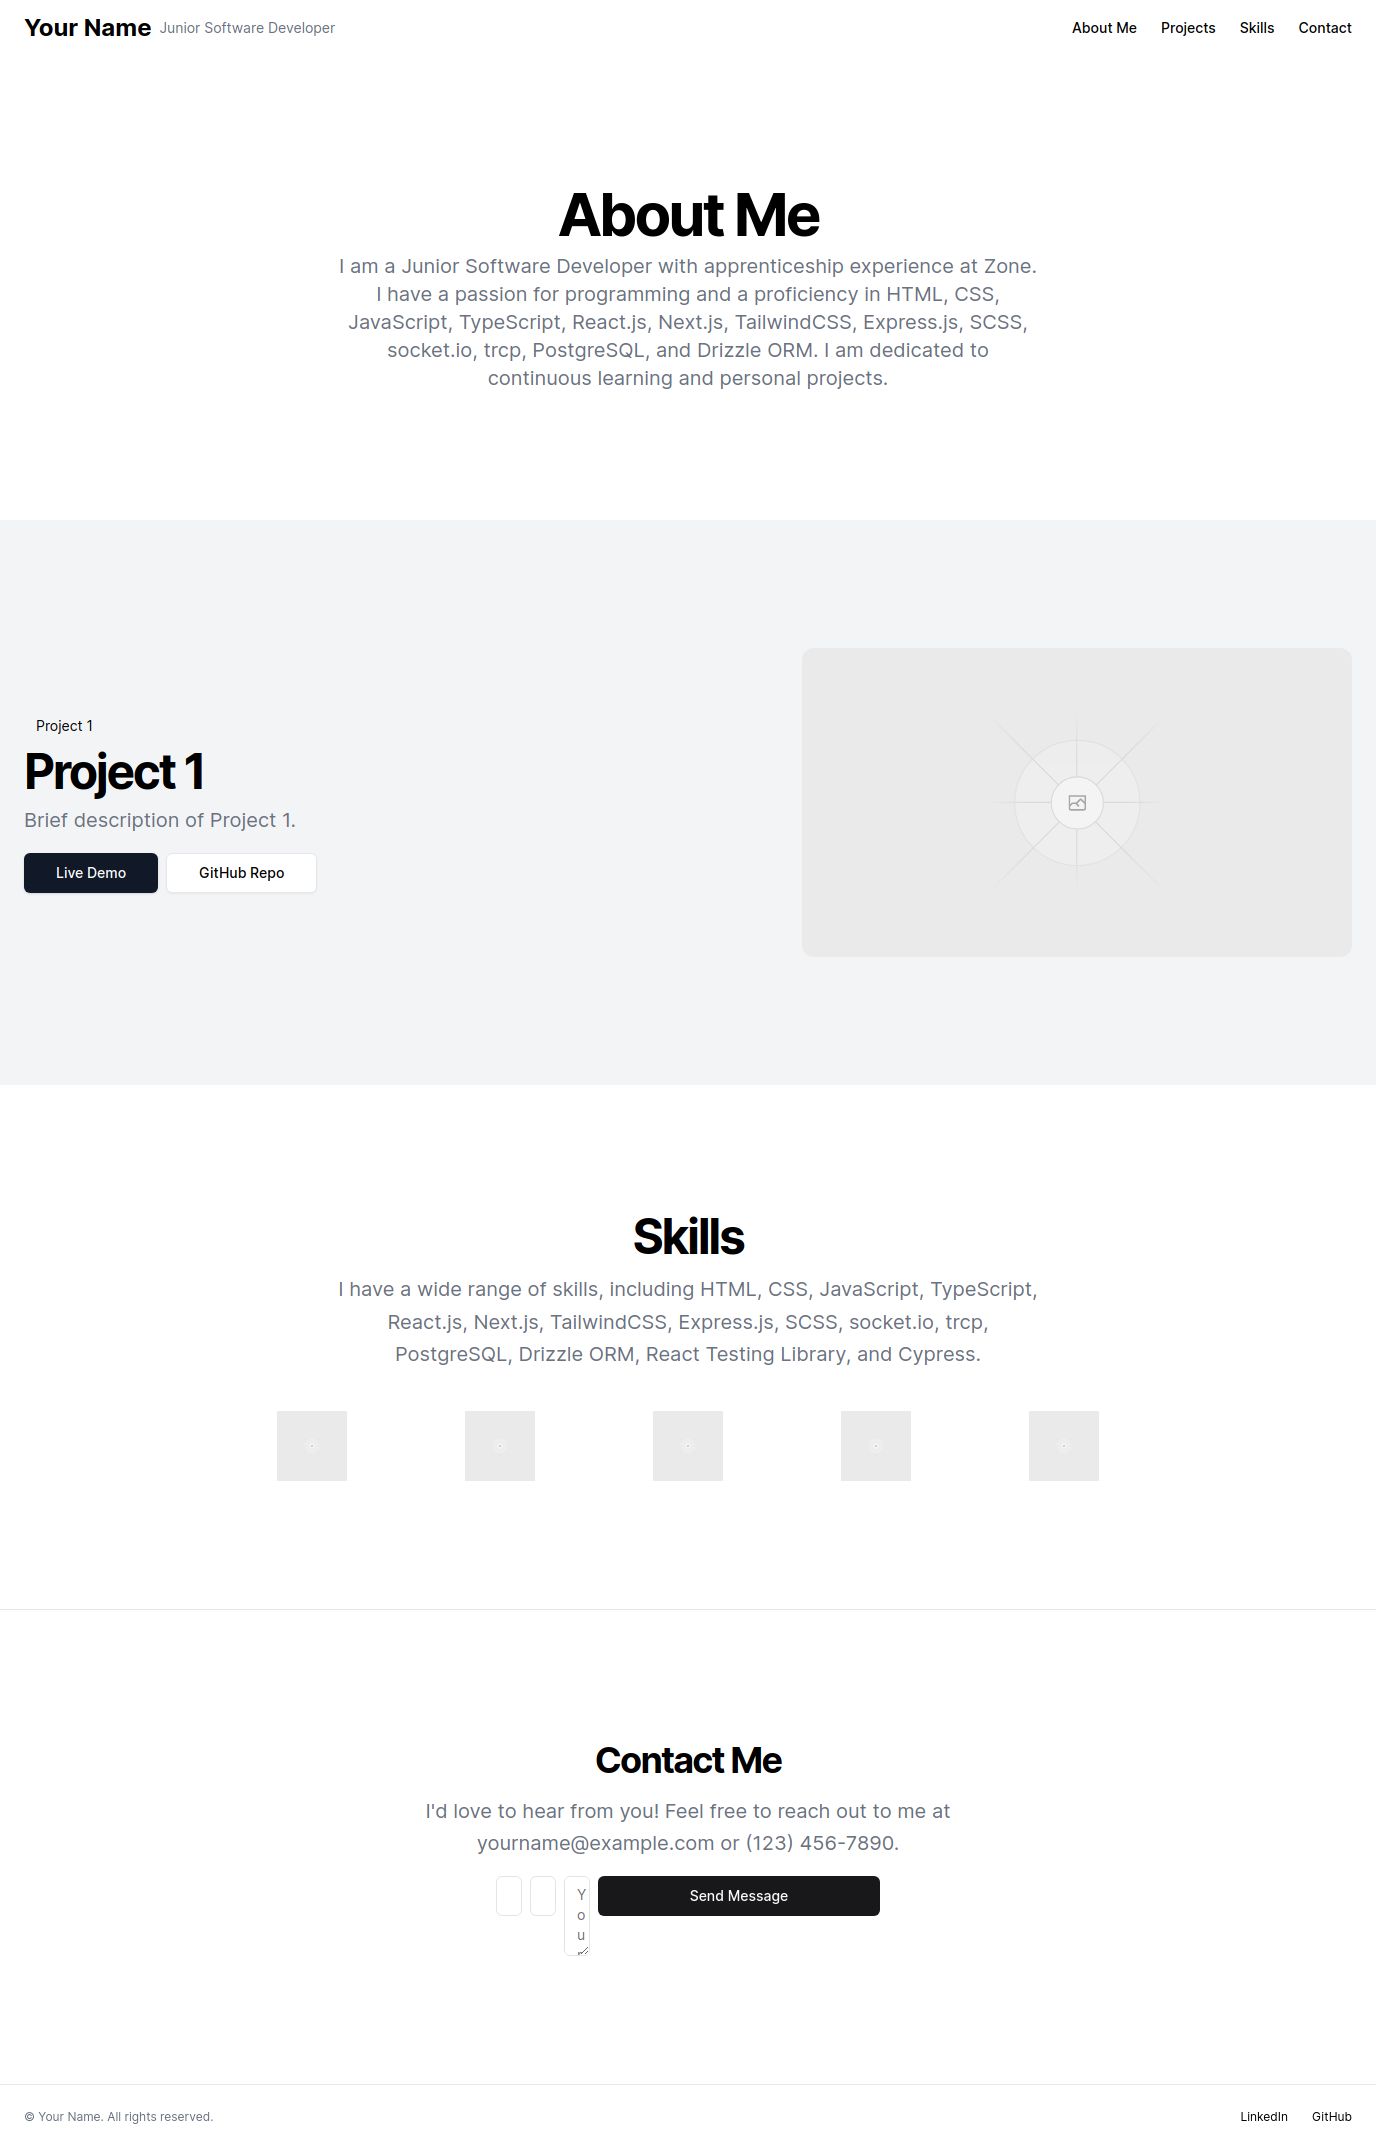 Your Name Junior Software Developer
About Me Projects Skills Contact
About Me
I am a Junior Software Developer with apprenticeship experience at Zone.
I have a passion for programming and a proficiency in HTML, CSS,
JavaScript, TypeScript, React.js, Next.js, TailwindCSS, Express.js, SCSS,
socket.io, trcp, PostgreSQL, and Drizzle ORM. I am dedicated to
continuous learning and personal projects.
Project 1
Project 1
Brief description of Project 1.
Live Demo GitHub Repo
Skills
I have a wide range of skills, including HTML, CSS, JavaScript, TypeScript,
React.js, Next.js, TailwindCSS, Express.js, SCSS, socket.io, trcp,
PostgreSQL, Drizzle ORM, React Testing Library, and Cypress.
Contact Me
I'd love to hear from you! Feel free to reach out to me at
yourname@example.com or (123) 456-7890.
Y
o
u
Send Message
© Your Name. All rights reserved.
LinkedIn GitHub